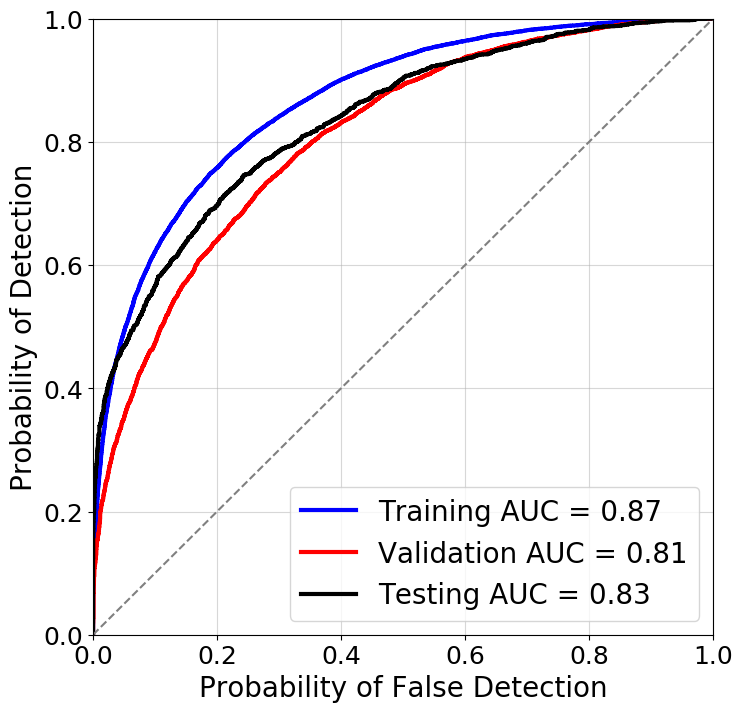 1.0
0.8
0.6
0.4
0.2
0.0
Probability of Detection
Training AUC = 0.87
Validation AUC = 0.81
Testing AUC = 0.83
0.0 0.2 0.4 0.6 0.8 1.0
Probability of False Detection